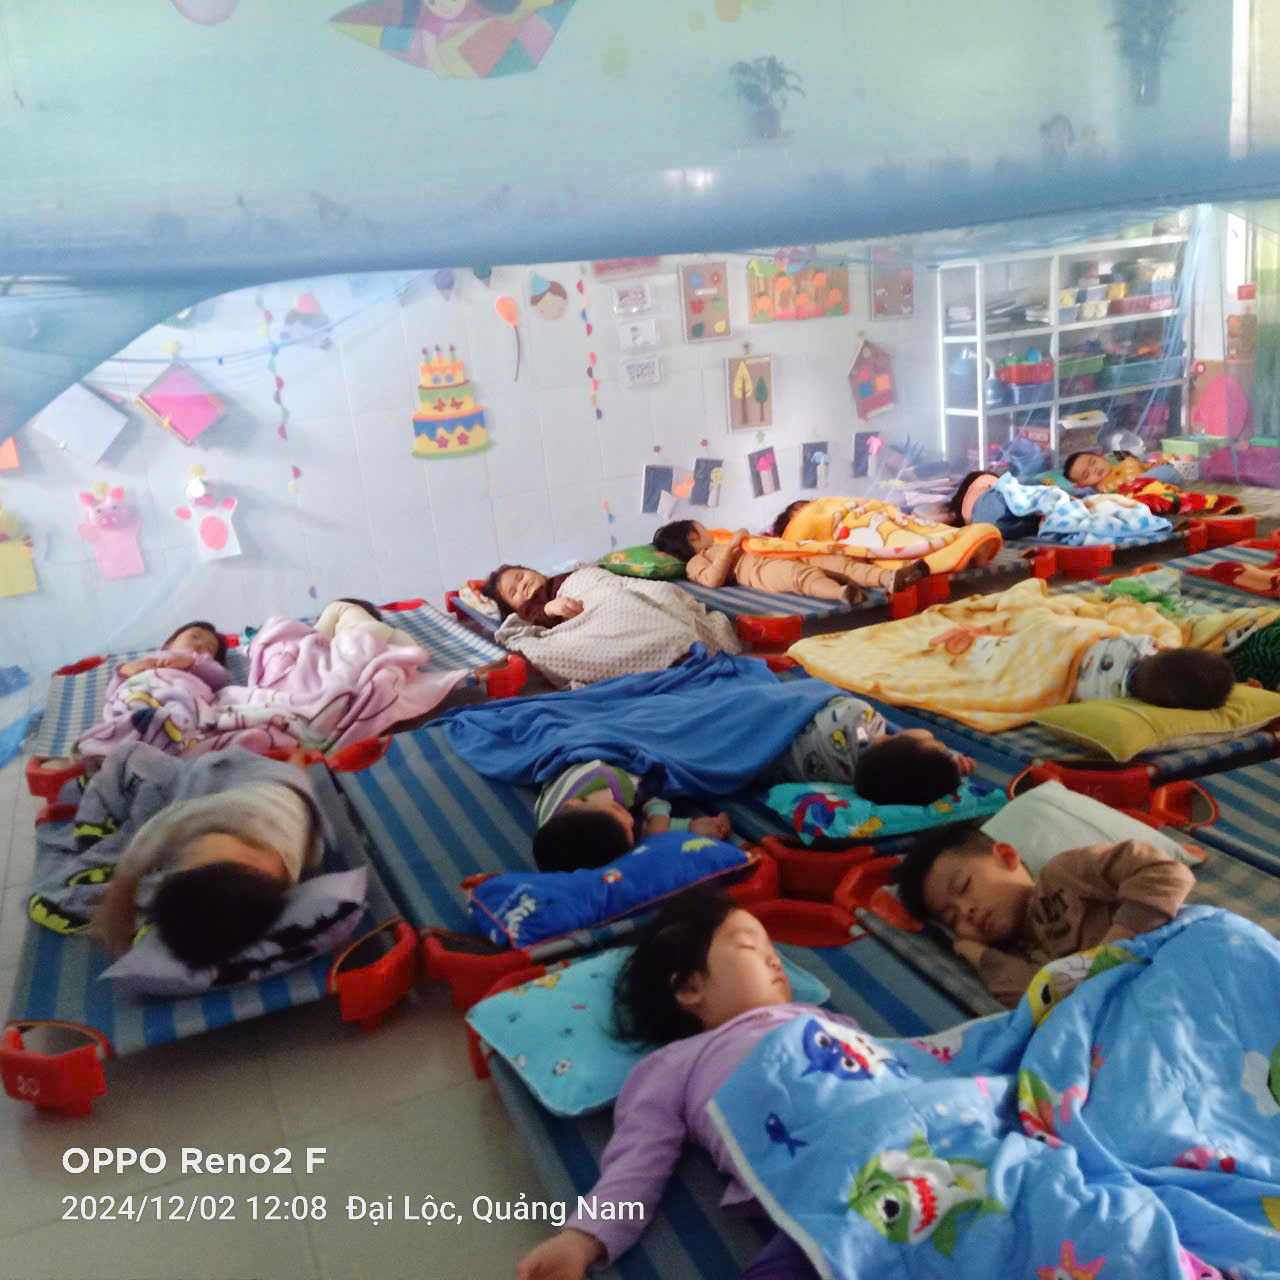 OPPO Reno2 F
2024/12/02 12:08 Đại Lộc, Quảng Nam